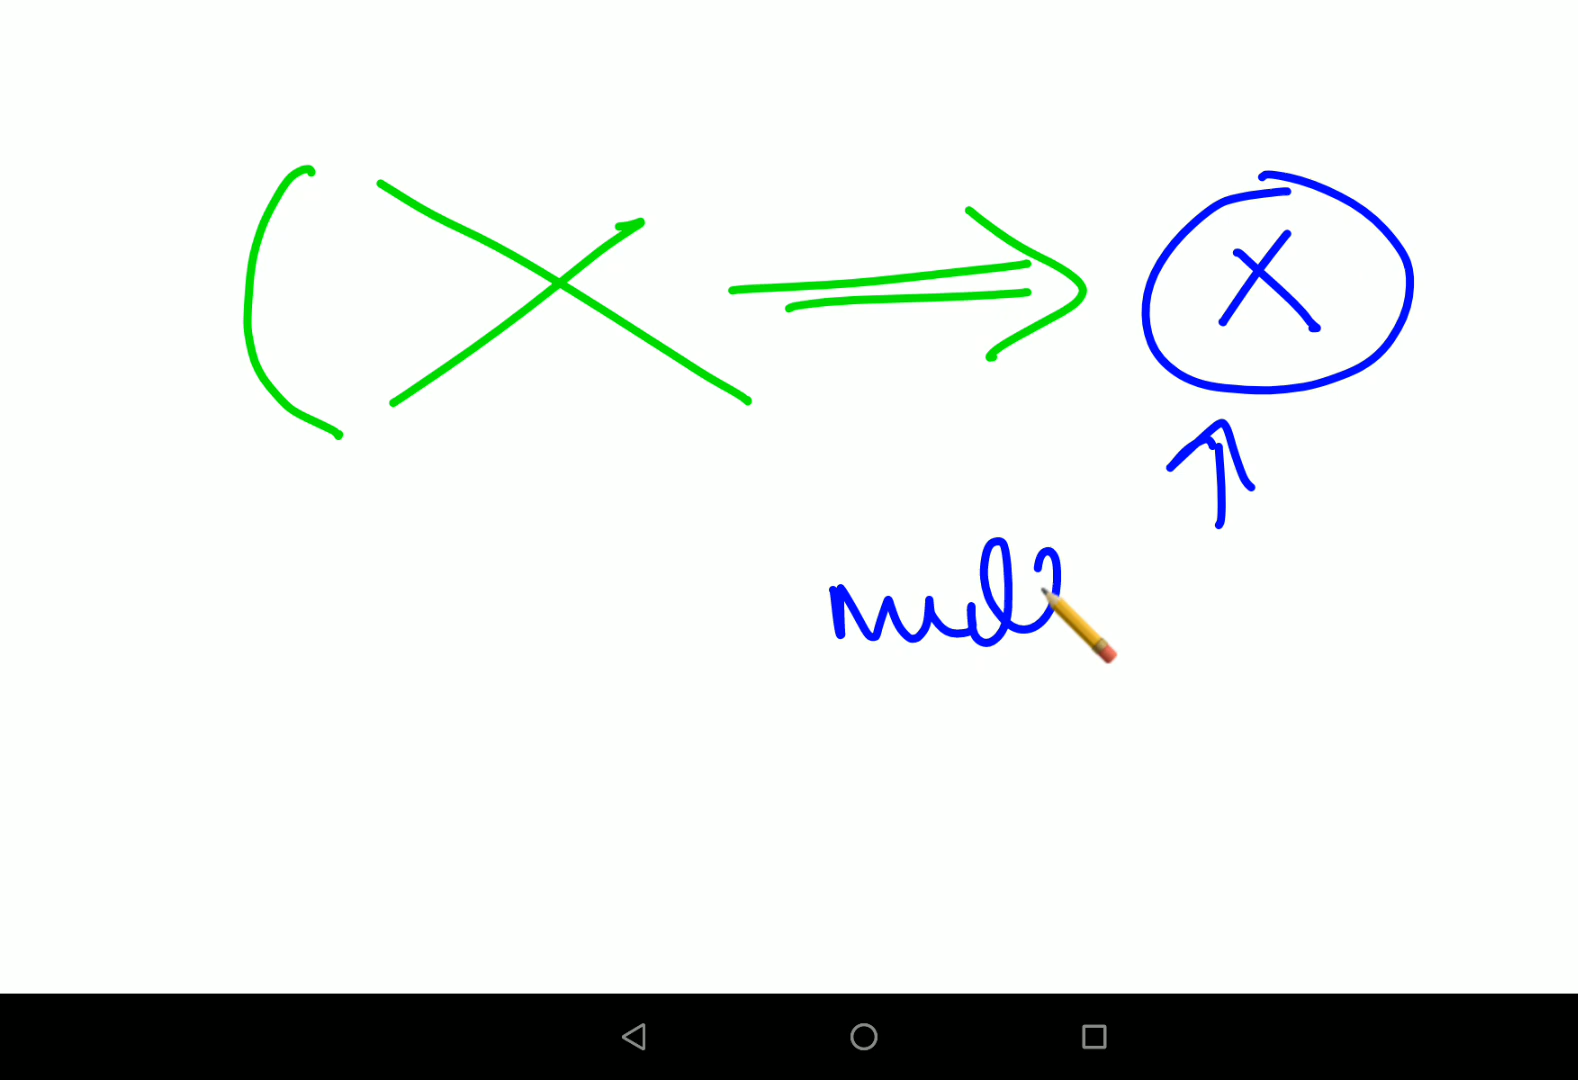 ( × ⇒ ×
mul